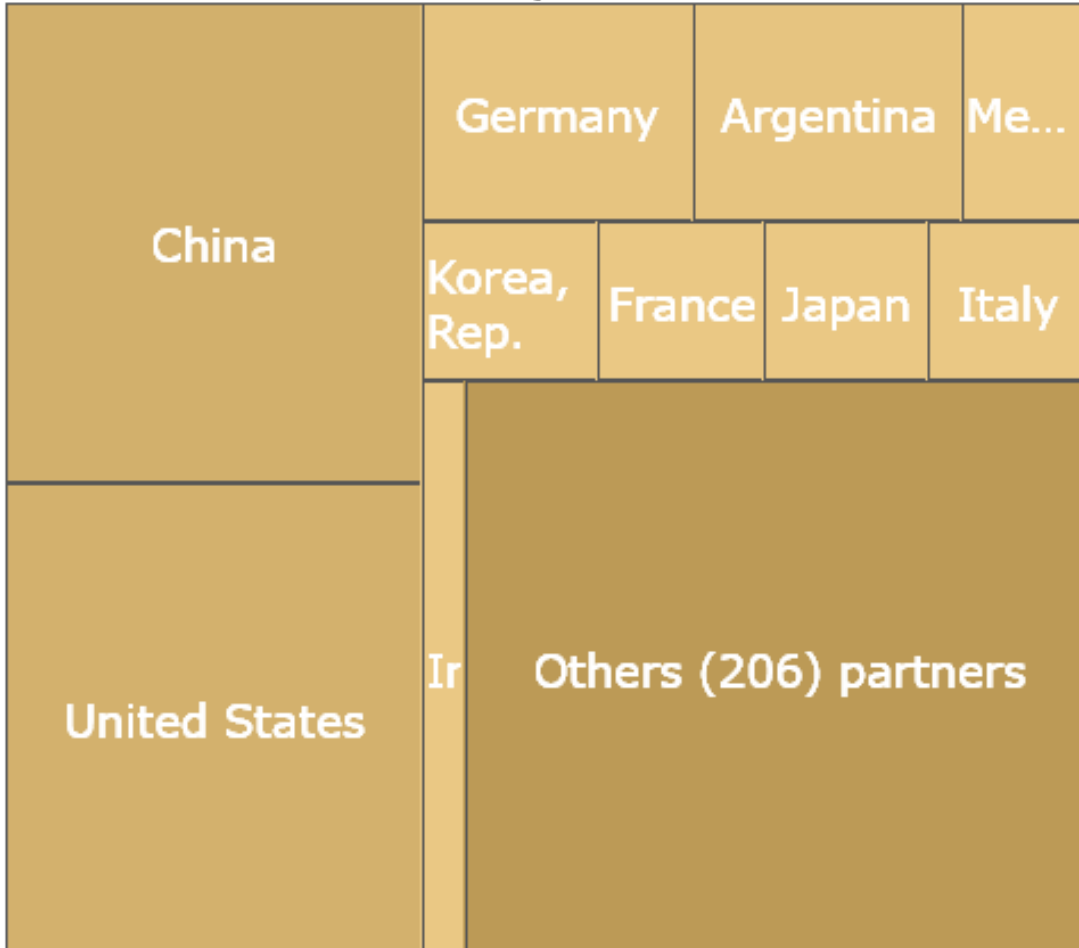 China
Germany
Argentina
Me...
Korea,
Rep.
France
Japan
Italy
United States
Others (206) partners